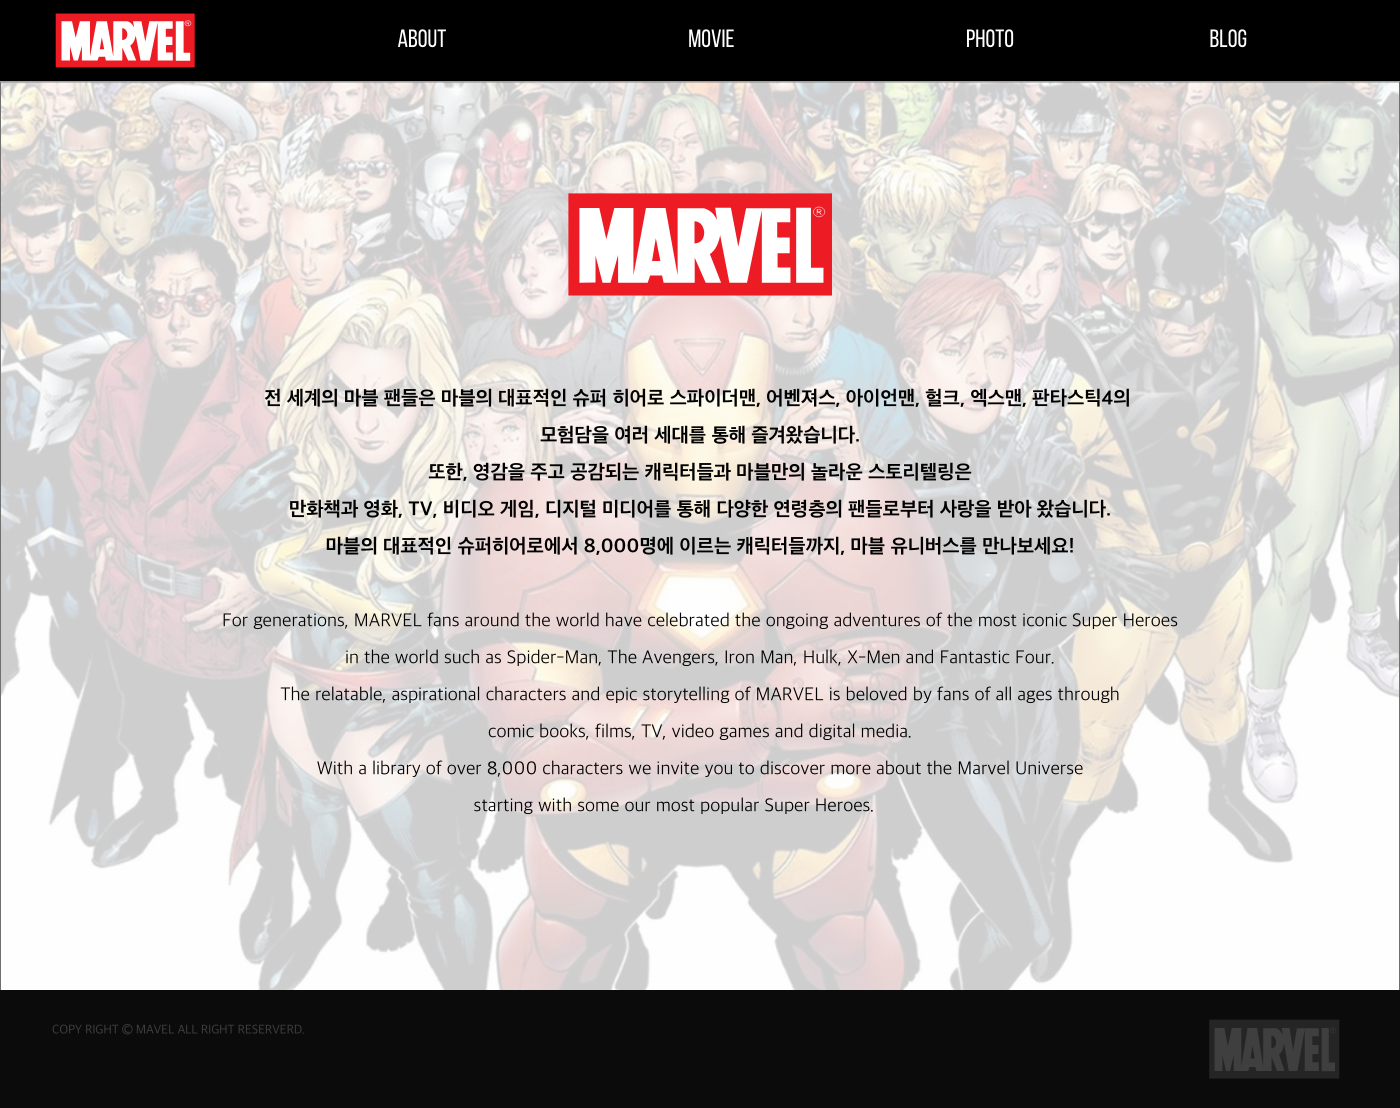 MARVEL®
ABOUT
MOVIE
PHOTO
BLOG
MARVEL®
전 세계의 마블 팬들은 마블의 대표적인 슈퍼 히어로 스파이더맨, 어벤져스, 아이언맨, 헐크, 엑스맨, 판타스틱4의
모험담을 여러 세대를 통해 즐겨왔습니다.
또한, 영감을 주고 공감되는 캐릭터들과 마블만의 놀라운 스토리텔링은
만화책과 영화, TV, 비디오 게임, 디지털 미디어를 통해 다양한 연령층의 팬들로부터 사랑을 받아 왔습니다.
마블의 대표적인 슈퍼히어로에서 8,000명에 이르는 캐릭터들까지, 마블 유니버스를 만나보세요!
For generations, MARVEL fans around the world have celebrated the ongoing adventures of the most iconic Super Heroes
in the world such as Spider-Man, The Avengers, Iron Man, Hulk, X-Men and Fantastic Four.
The relatable, aspirational characters and epic storytelling of MARVEL is beloved by fans of all ages through
comic books, films, TV, video games and digital media.
With a library of over 8,000 characters we invite you to discover more about the Marvel Universe
starting with some our most popular Super Heroes.
COPY RIGHT © MAVEL ALL RIGHT RESERVERD.
MARVEL